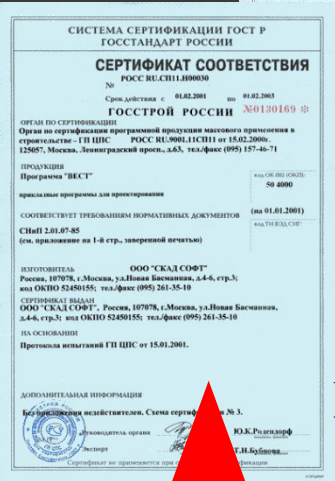 СИСТЕМА СЕРТИФИКАЦИИ ГОСТ Р
ГОССТАНДАРТ РОССИИ
СЕРТИФИКАТ СООТВЕТСТВИЯ
РОСС RU.СП11.Н00030
№
Срок действия с 01.02.2001 по 01.02.2003
ГОССТРОЙ РОССИИ №0130169 *
ОРГАН ПО СЕРТИФИКАЦИИ
Орган по сертификации программной продукции массового применения в
строительстве - ГП ЦПС РОСС RU.9001.11СП11 от 15.02.2000г.
125057, Москва, Ленинградский просп., д.63, тел/факс (095) 157-46-71
ПРОДУКЦИЯ
Программа "ВЕСТ"
код ОК 005 (ОКП):
50 4000
прикладные программы для проектирования
СООТВЕТСТВУЕТ ТРЕБОВАНИЯМ НОРМАТИВНЫХ ДОКУМЕНТОВ
(на 01.01.2001)
код ТН ВЭД СНГ:
СНиП 2.01.07-85
(см. приложение на 1-й стр., заверенной печатью)
ИЗГОТОВИТЕЛЬ ООО "СКАД СОФТ"
Россия, 107078, г.Москва, ул.Новая Басманная, д.4-6, стр.3;
код ОКПО 52450155; тел./факс (095) 261-35-10
СЕРТИФИКАТ ВЫДАН
ООО "СКАД СОФТ", Россия, 107078, г.Москва, ул.Новая Басманная,
д.4-6, стр.3; код ОКПО 52450155; тел./факс (095) 261-35-10
НА ОСНОВАНИИ
Протокола испытаний ГП ЦПС от 15.01.2001.
ДОПОЛНИТЕЛЬНАЯ ИНФОРМАЦИЯ
Без приложения недействителен. Схема серти № 3.
Руководитель органа Ю.К.Родендорф
Эксперт Т.Н.Бубнова
Сертификат не применяется при сертификации